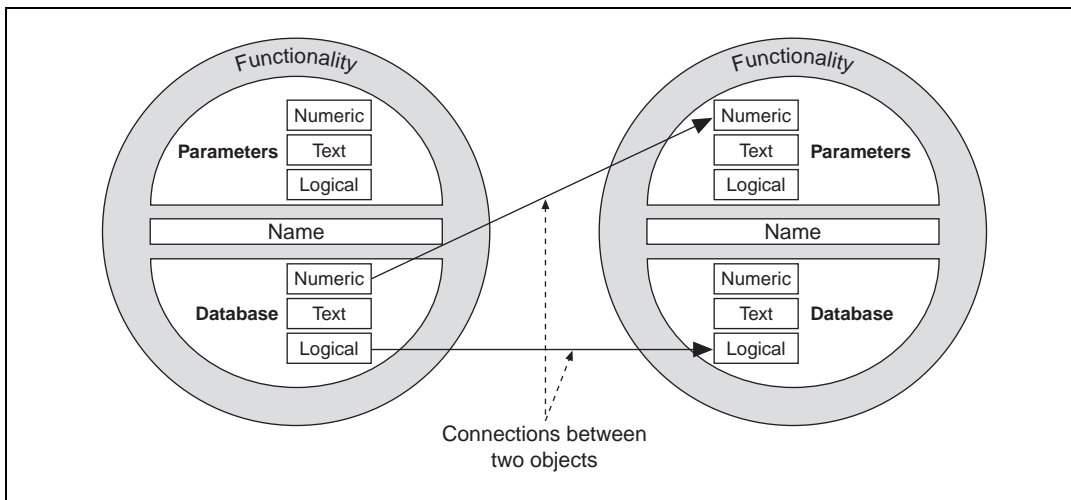 Functionality
Numeric
Parameters
Text
Logical
Name
Numeric
Database
Text
Logical
Functionality
Numeric
Text
Parameters
Logical
Name
Numeric
Text
Database
Logical
Connections between
two objects